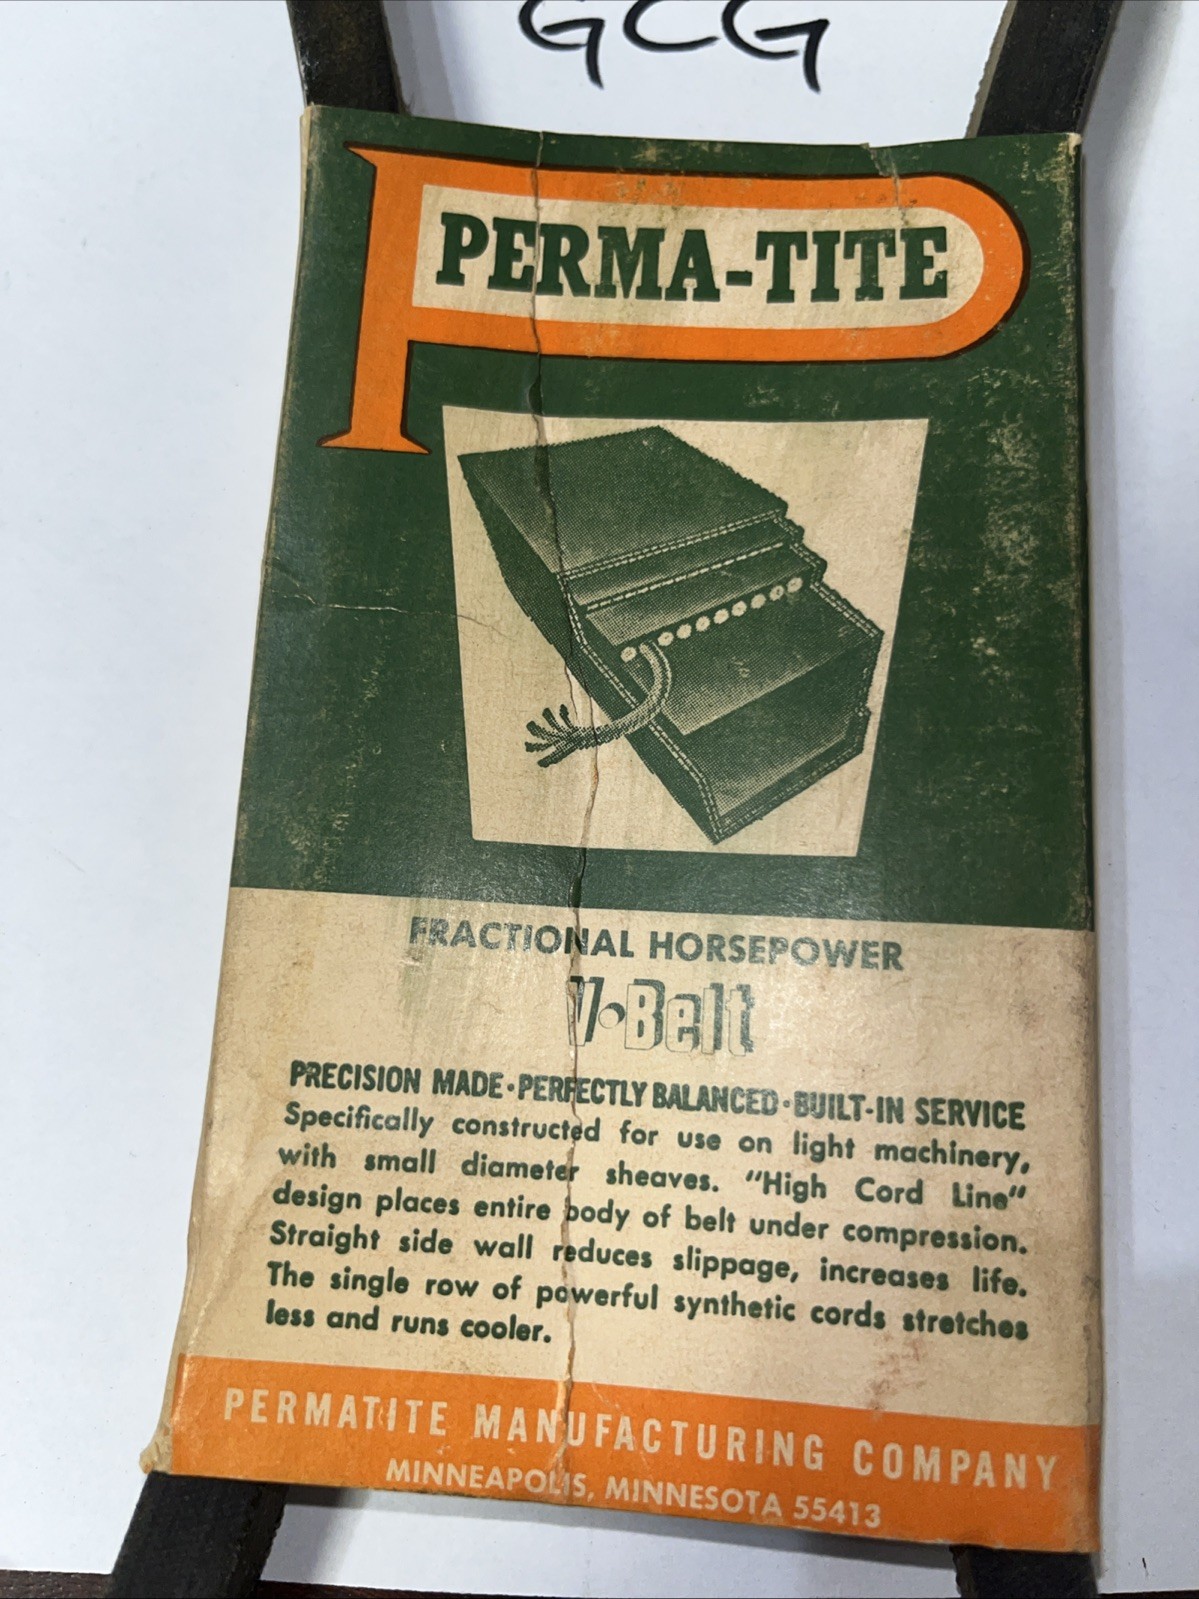 GCG
PERMA-TITE
FRACTIONAL HORSEPOWER
V•Belt
PRECISION MADE•PERFECTLY BALANCED•BUILT-IN SERVICE
Specifically constructed for use on light machinery,
with small diameter sheaves. "High Cord Line"
design places entire body of belt under compression.
Straight side wall reduces slippage, increases life.
The single row of powerful synthetic cords stretches
less and runs cooler.
PERMATITE MANUFACTURING COMPANY
MINNEAPOLIS, MINNESOTA 55413